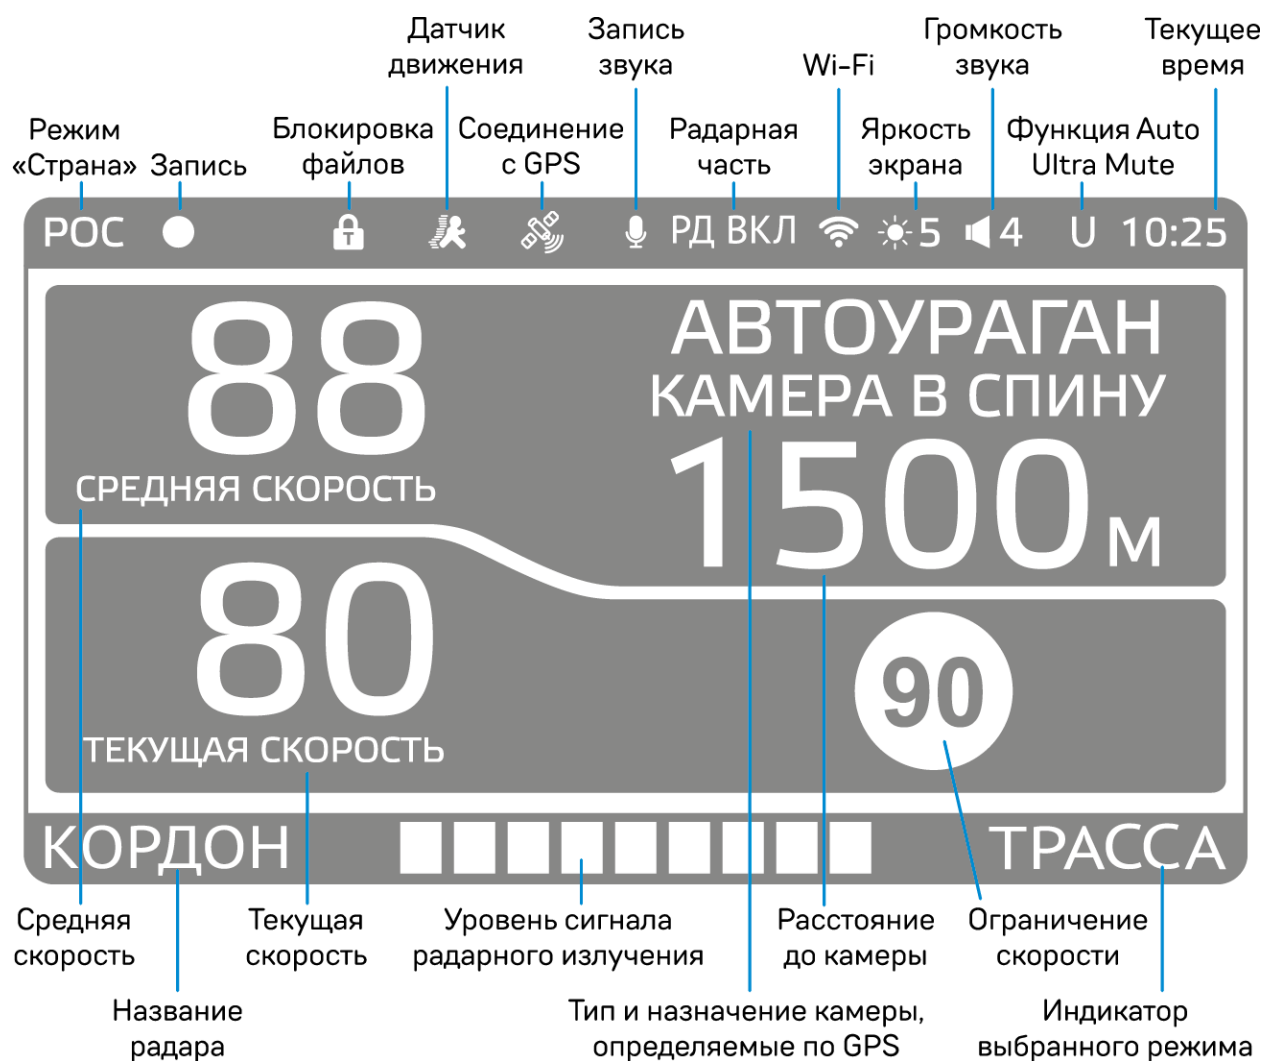 Датчик
движения
Запись
звука
Wi-Fi
Громкость
звука
Текущее
время
Режим
«Страна»
Запись
Блокировка
файлов
Соединение
с GPS
Радарная
часть
Яркость
экрана
Функция Auto
Ultra Mute
РОС Т РД ВКЛ 5 4 U 10:25
88
СРЕДНЯЯ СКОРОСТЬ
АВТОУРАГАН
КАМЕРА В СПИНУ
1500 м
80
ТЕКУЩАЯ СКОРОСТЬ
90
КОРДОН
ТРАССА
Средняя
скорость
Текущая
скорость
Уровень сигнала
радарного излучения
Расстояние
до камеры
Ограничение
скорости
Название
радара
Тип и назначение камеры,
определяемые по GPS
Индикатор
выбранного режима